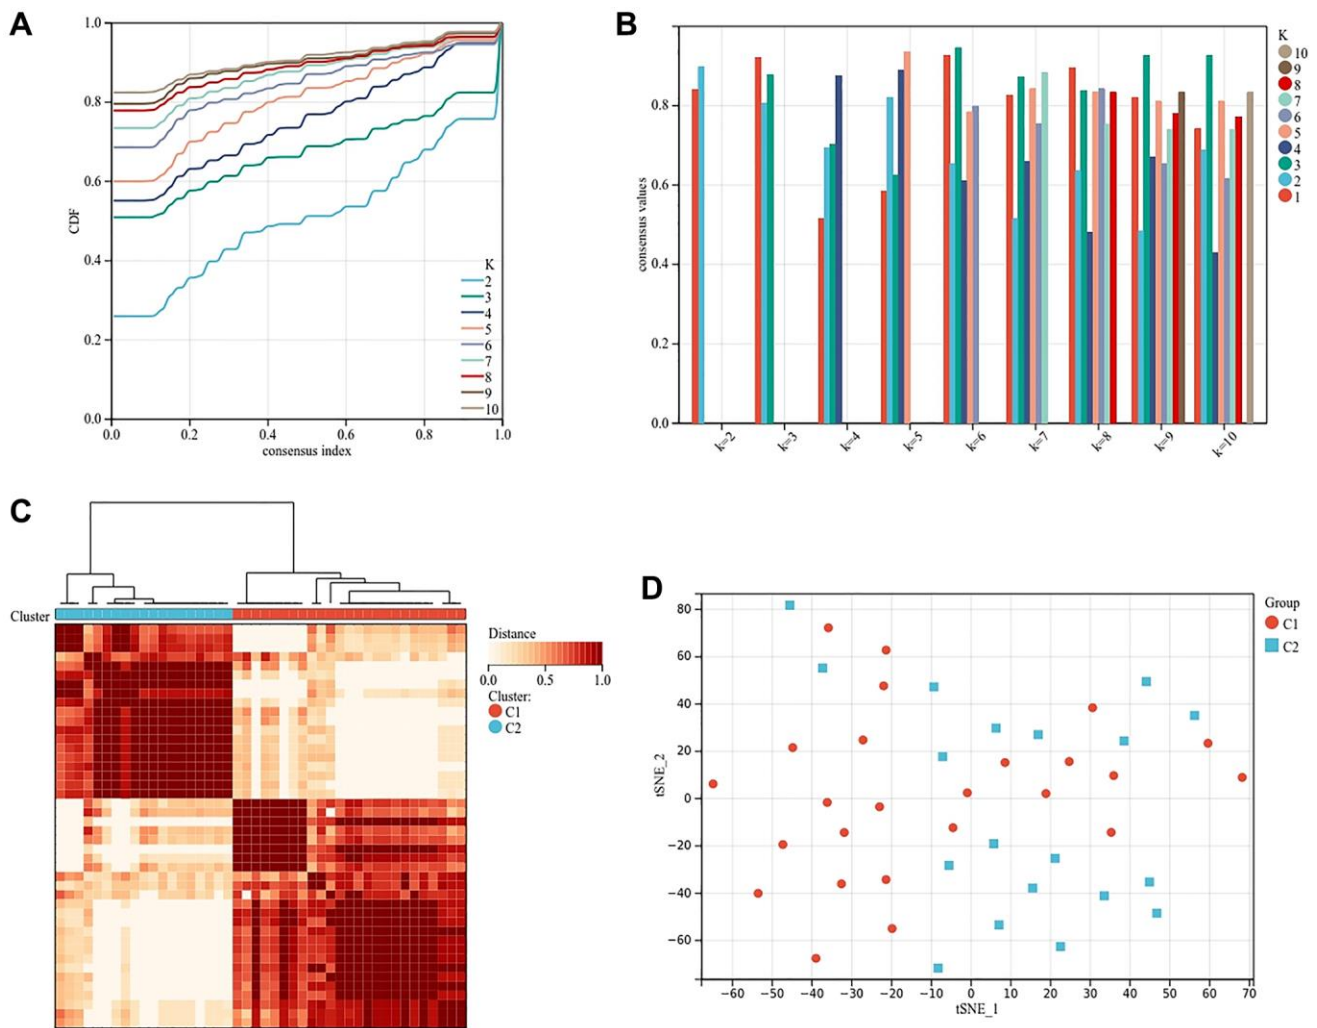 A
1.0
0.8
0.6
0.4
0.2
0.0
CDF
0.0 0.2 0.4 0.6 0.8 1.0
consensus index
K
2
3
4
5
6
7
8
9
10
B
0.8
0.6
0.4
0.2
0.0
consensus values
k=2 k=3 k=4 k=5 k=6 k=7 k=8 k=9 k=10
K
10
9
8
7
6
5
4
3
2
1
C
Cluster
Distance
0.0 0.5 1.0
Cluster:
C1
C2
D
80
60
40
20
0
−20
−40
−60
tSNE_2
−60 −50 −40 −30 −20 −10 0 10 20 30 40 50 60 70
tSNE_1
Group
C1
C2